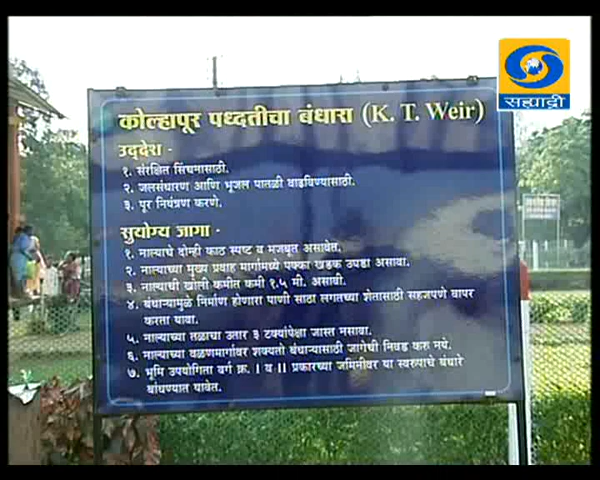 सह्याद्री
कोल्हापूर पध्दतीचा बंधारा (K. T. Weir)
उद्देश -
१. संरक्षित सिंचनासाठी.
२. जलसंधारण आणि भूजल पातळी वाढविण्यासाठी.
३. पूर नियंत्रण करणे.
सुयोग्य जागा -
१. नाल्याचे दोन्ही काठ स्पष्ट व मजबूत असावेत.
२. नाल्याच्या मुख्य प्रवाह मार्गामध्ये पक्का खडक उघडा असावा.
३. नाल्याची खोली कमीत कमी १.५ मी. असावी.
४. बंधाऱ्यामुळे निर्माण होणारा पाणी साठा लगतच्या शेतासाठी सहजपणे वापर
करता यावा.
५. नाल्याच्या तळाचा उतार ३ टक्यांपेक्षा जास्त नसावा.
६. नाल्याच्या वळणमार्गावर शक्यतो बंधाऱ्यासाठी जागेची निवड करु नये.
७. भूमि उपयोगिता वर्ग क्र. I व II प्रकारच्या जमिनीवर या स्वरुपाचे बंधारे
बांधण्यात यावेत.